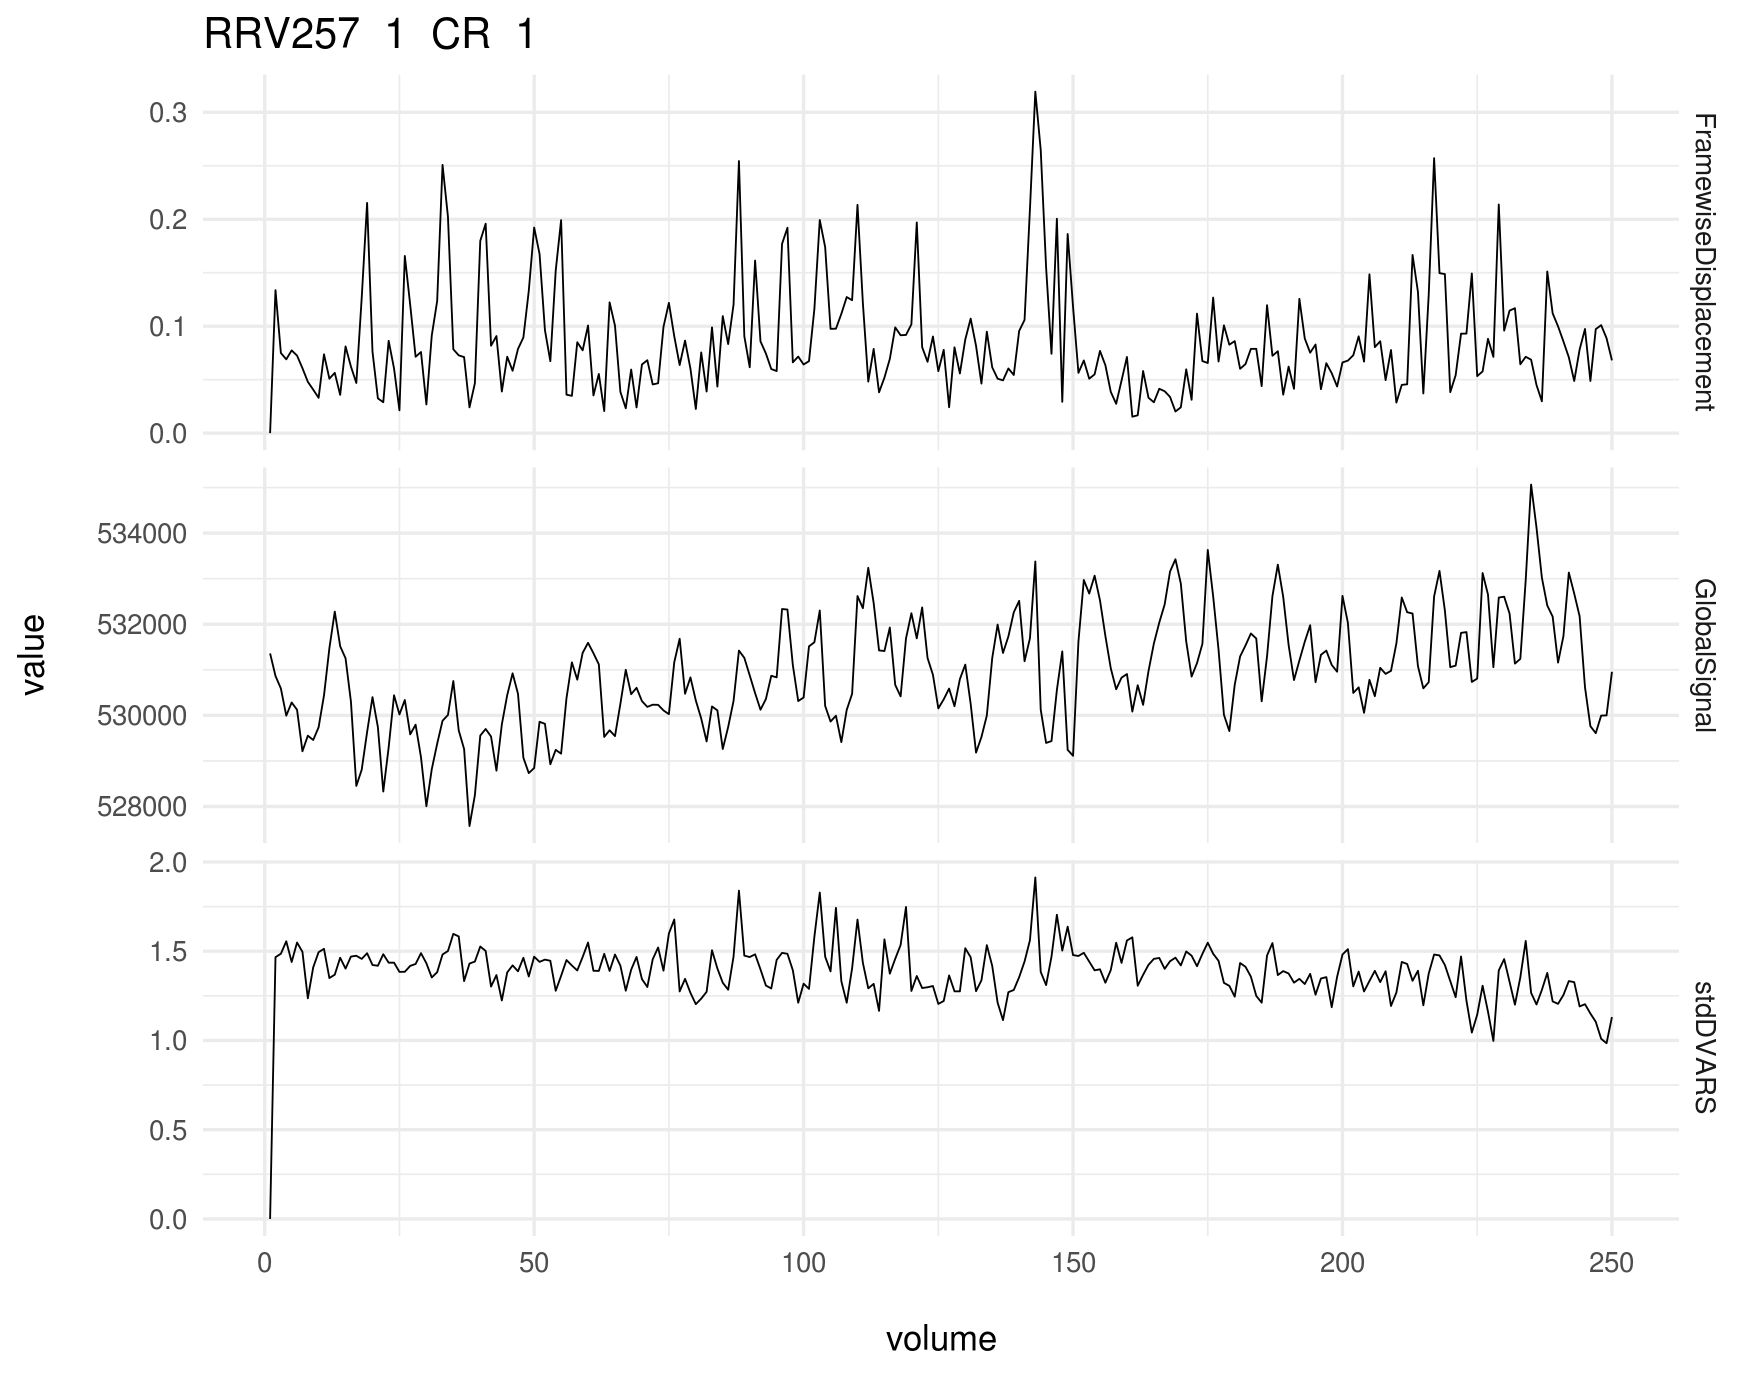 RRV257 1 CR 1
0.3
0.2
0.1
0.0
FramewiseDisplacement
534000
532000
530000
528000
GlobalSignal
2.0
1.5
1.0
0.5
0.0
stdDVARS
value
0 50 100 150 200 250
volume